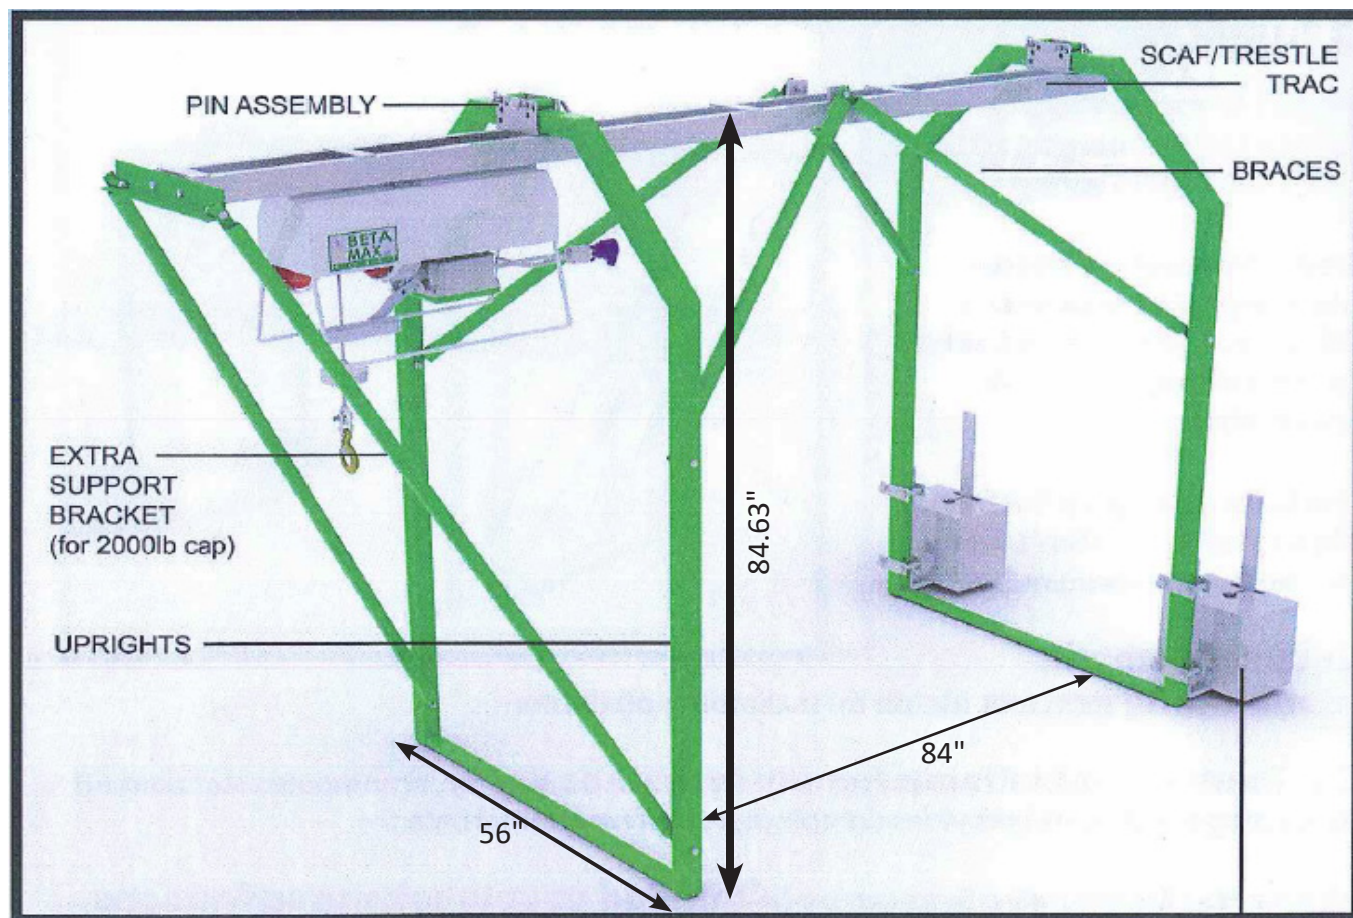 SCAF/TRESTLE
TRAC
PIN ASSEMBLY
BRACES
BETA
MAX
EXTRA
SUPPORT
BRACKET
(for 2000lb cap)
84.63"
UPRIGHTS
84"
56"